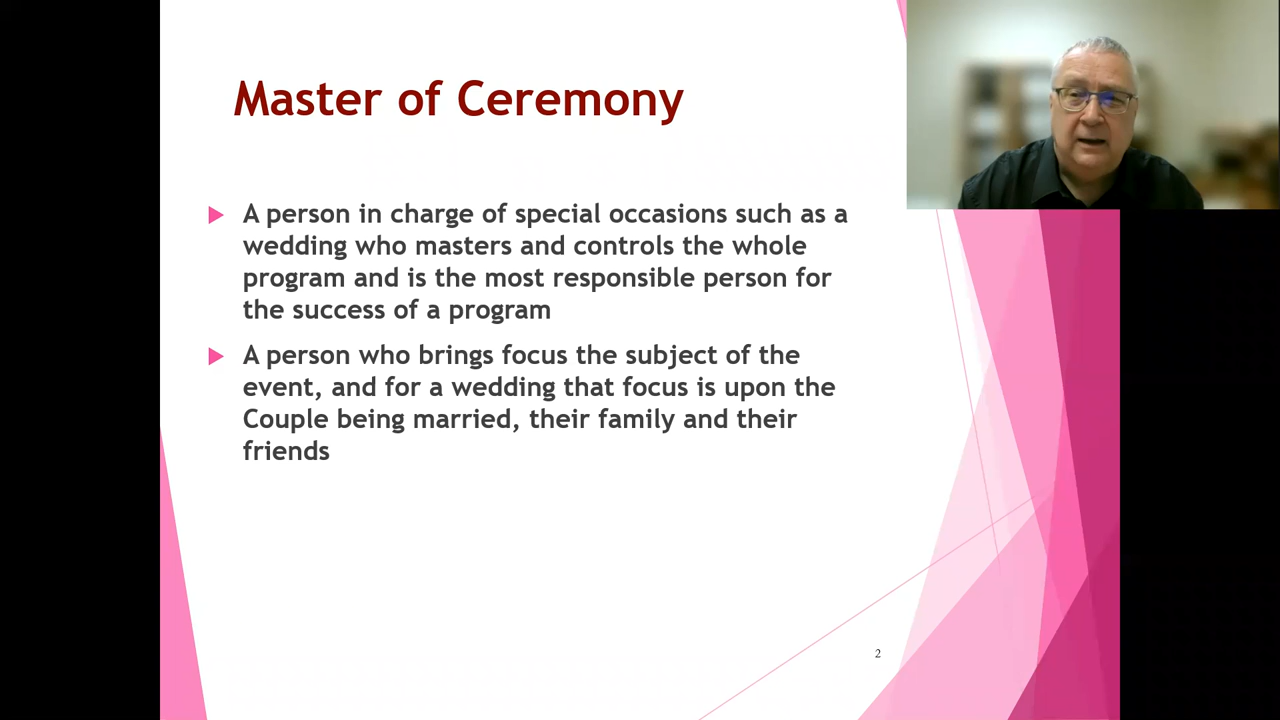 Master of Ceremony
A person in charge of special occasions such as a
wedding who masters and controls the whole
program and is the most responsible person for
the success of a program
A person who brings focus the subject of the
event, and for a wedding that focus is upon the
Couple being married, their family and their
friends
2